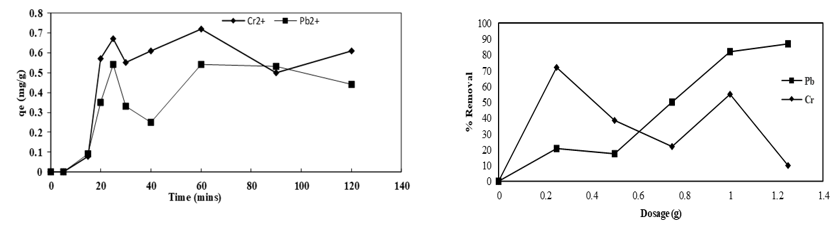 0.8
0.7
0.6
0.5
0.4
0.3
0.2
0.1
0
qe (mg/g)
Cr2+
Pb2+
0 20 40 60 80 100 120 140
Time (mins)
100
90
80
70
60
50
40
30
20
10
0
% Removal
Pb
Cr
0 0.2 0.4 0.6 0.8 1 1.2 1.4
Dosage (g)